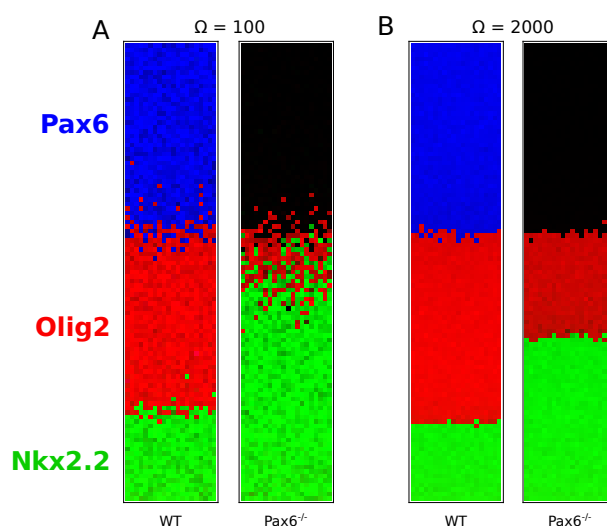 A
Ω = 100
B
Ω = 2000
Pax6
Olig2
Nkx2.2
WT
Pax6-/-
WT
Pax6-/-